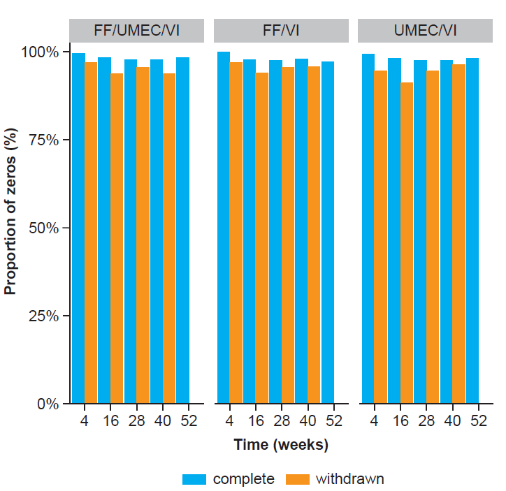 FF/UMEC/VI FF/VI UMEC/VI
100%
75%
50%
25%
0%
Proportion of zeros (%)
4 16 28 40 52 4 16 28 40 52 4 16 28 40 52
Time (weeks)
complete withdrawn